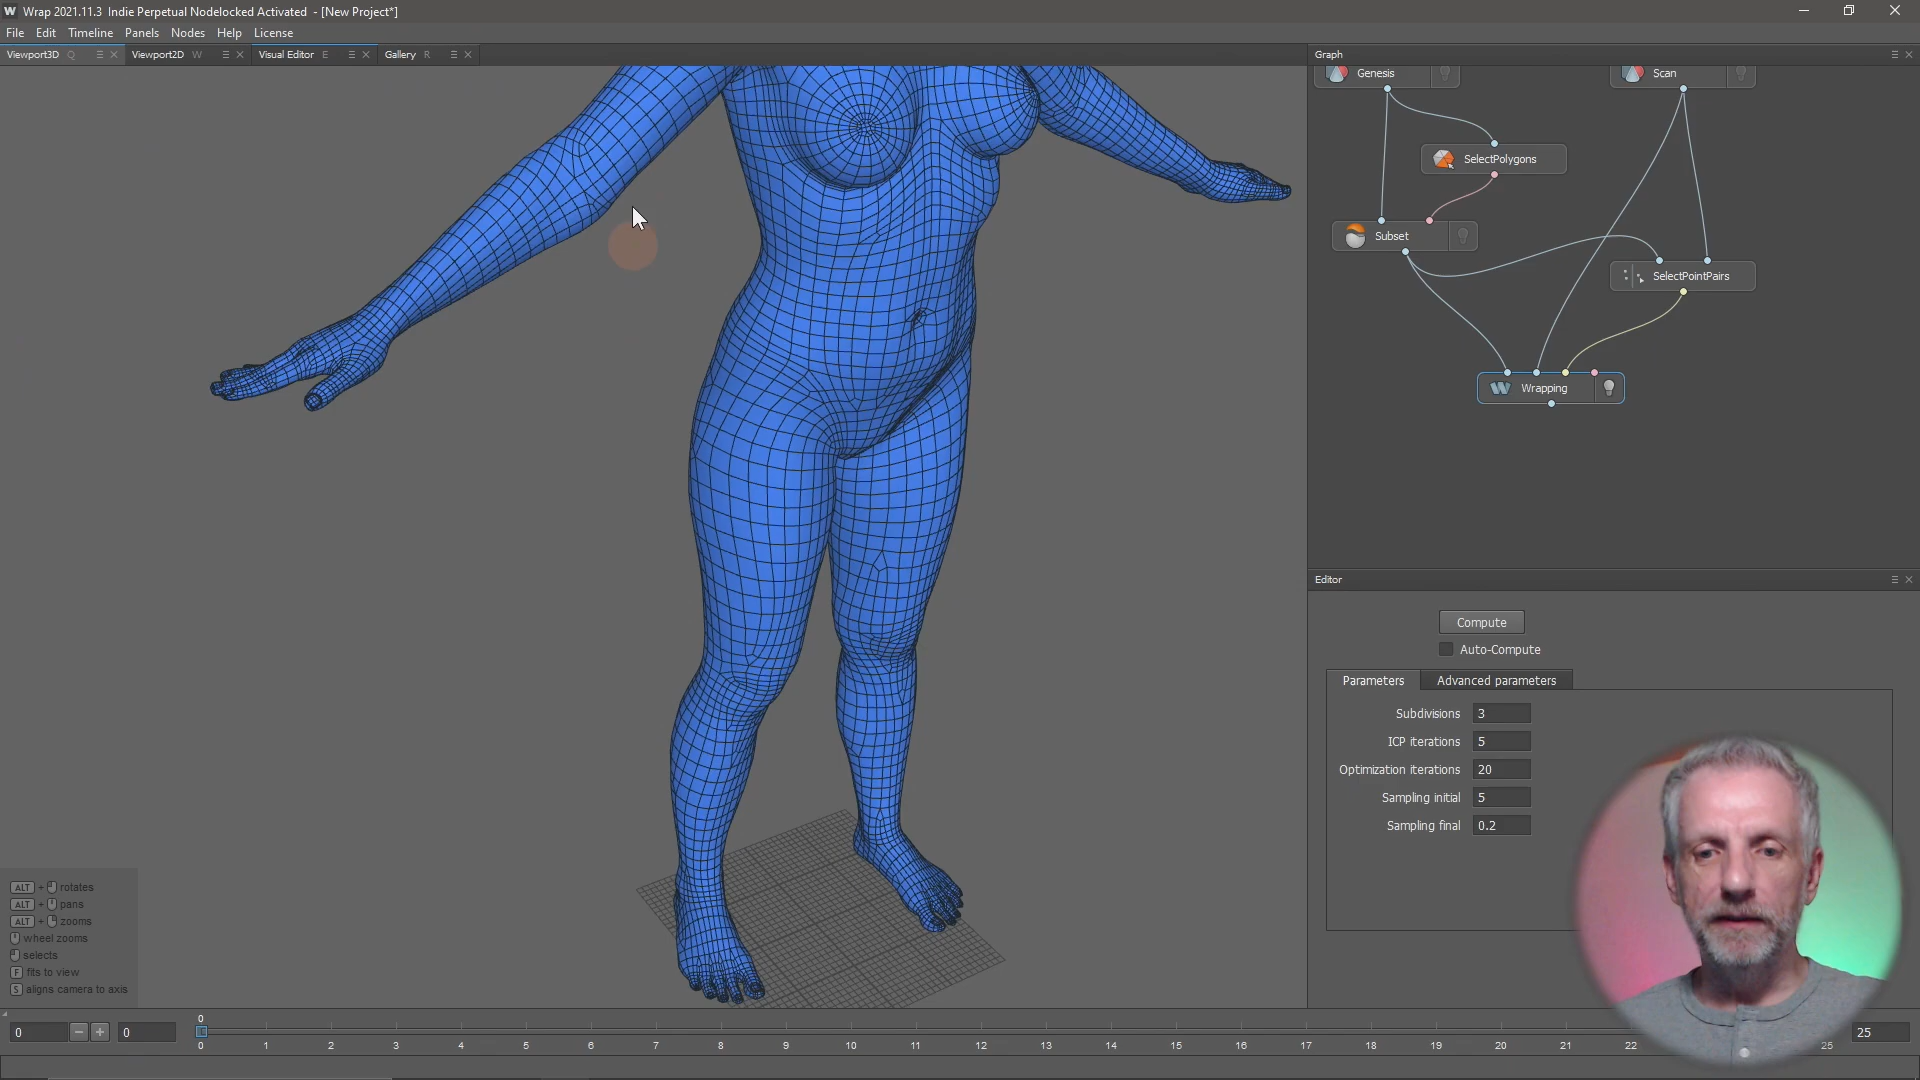 W Wrap 2021.11.3 Indie Perpetual Nodelocked Activated - [New Project*]
File Edit Timeline Panels Nodes Help License
Viewport3D Q Viewport2D W Visual Editor E Gallery R
Graph
Genesis
Scan
SelectPolygons
Subset
SelectPointPairs
W Wrapping
Editor
Compute
Auto-Compute
Parameters Advanced parameters
Subdivisions 3
ICP iterations 5
Optimization iterations 20
Sampling initial 5
Sampling final 0.2
ALT + rotates
ALT + pans
ALT + zooms
wheel zooms
selects
F fits to view
S aligns camera to axis
0 − + 0
0
0 1 2 3 4 5 6 7 8 9 10 11 12 13 14 15 16 17 18 19 20 21 22 25
25